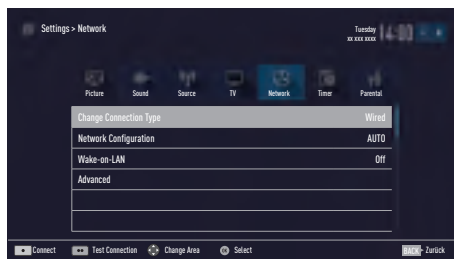 Settings > Network
Tuesday
xx xxx xxxx
14:00
Picture
Sound
Source
TV
Network
Timer
Parental
Change Connection Type Wired
Network Configuration AUTO
Wake-on-LAN Off
Advanced
Connect
Test Connection
Change Area
OK Select
BACK Zurück